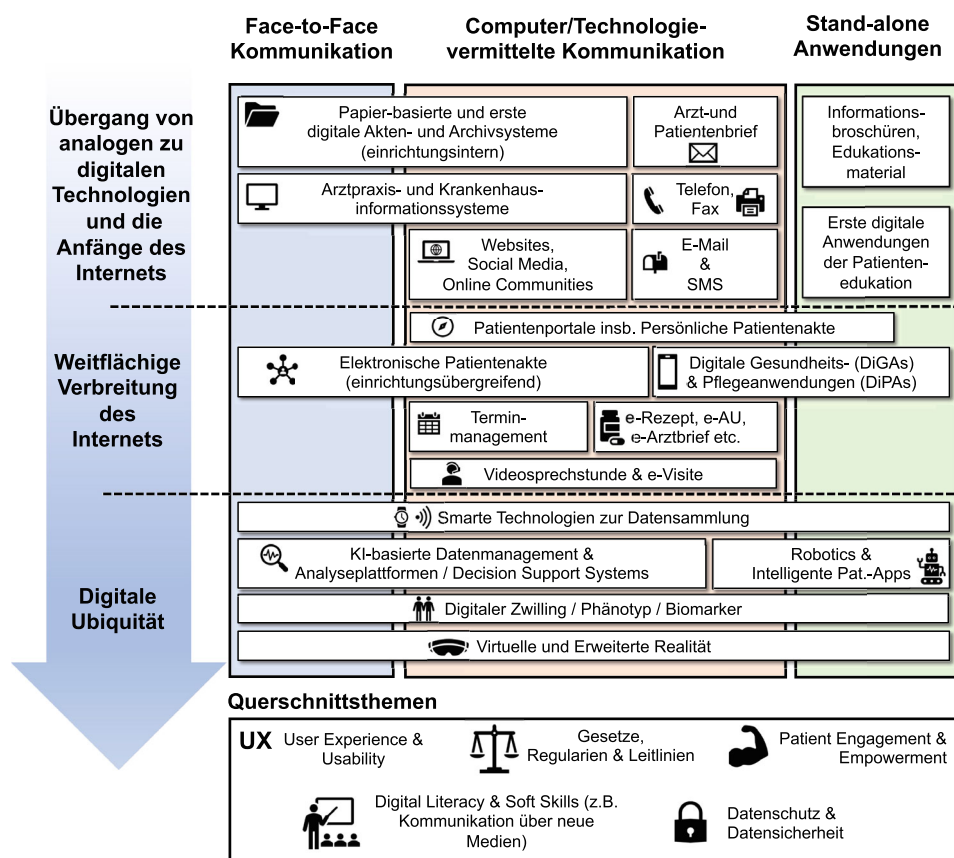 Face-to-Face
Kommunikation
Computer/Technologie-
vermittelte Kommunikation
Stand-alone
Anwendungen
Übergang von
analogen zu
digitalen
Technologien
und die
Anfänge des
Internets
Papier-basierte und erste
digitale Akten- und Archivsysteme
(einrichtungsintern)
Arzt-und
Patientenbrief
Informations-
broschüren,
Edukations-
material
Arztpraxis- und Krankenhaus-
informationssysteme
Telefon,
Fax
Websites,
Social Media,
Online Communities
E-Mail
&
SMS
Erste digitale
Anwendungen
der Patienten-
edukation
Weitflächige
Verbreitung
des
Internets
Patientenportale insb. Persönliche Patientenakte
Elektronische Patientenakte
(einrichtungsübergreifend)
Digitale Gesundheits- (DiGAs)
& Pflegeanwendungen (DiPAs)
Termin-
management
e-Rezept, e-AU,
e-Arztbrief etc.
Videosprechstunde & e-Visite
Digitale
Ubiquität
Smarte Technologien zur Datensammlung
KI-basierte Datenmanagement &
Analyseplattformen / Decision Support Systems
Robotics &
Intelligente Pat.-Apps
Digitaler Zwilling / Phänotyp / Biomarker
Virtuelle und Erweiterte Realität
Querschnittsthemen
UX User Experience &
Usability
Gesetze,
Regularien & Leitlinien
Patient Engagement &
Empowerment
Digital Literacy & Soft Skills (z.B.
Kommunikation über neue
Medien)
Datenschutz &
Datensicherheit